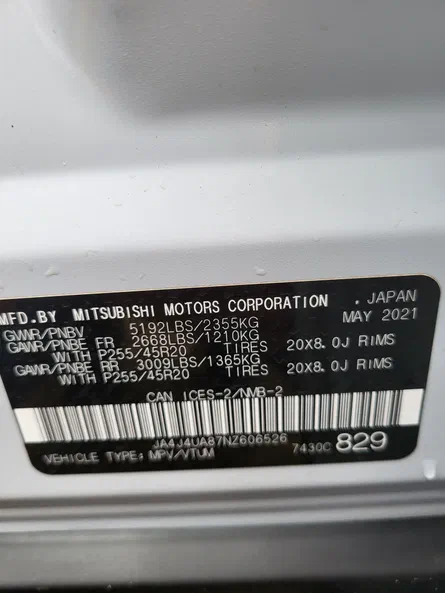 MFD.BY MITSUBISHI MOTORS CORPORATION . JAPAN
GWWR/PNBV 5192LBS/2355KG MAY 2021
GAWR/PNBE FR 2668LBS/1210KG
WITH P255/45R20 TIRES 20X8.0J RIMS
GAWR/PNBE RR 3009LBS/1365KG
WITH P255/45R20 TIRES 20X8.0J RIMS
CAN ICES-2/NMB-2
JA4J4UA87NZ606526
VEHICLE TYPE: MPV/VTUM 7430C 829